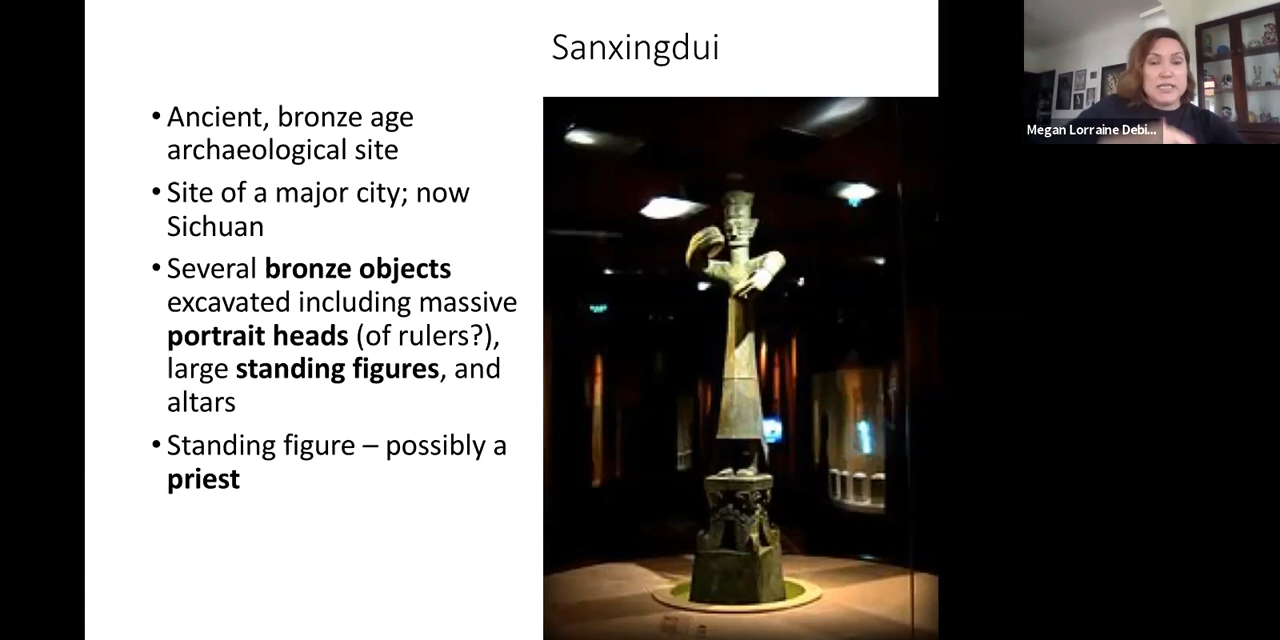 Sanxingdui
• Ancient, bronze age
archaeological site
• Site of a major city; now
Sichuan
• Several bronze objects
excavated including massive
portrait heads (of rulers?),
large standing figures, and
altars
• Standing figure – possibly a
priest
Megan Lorraine Debi...